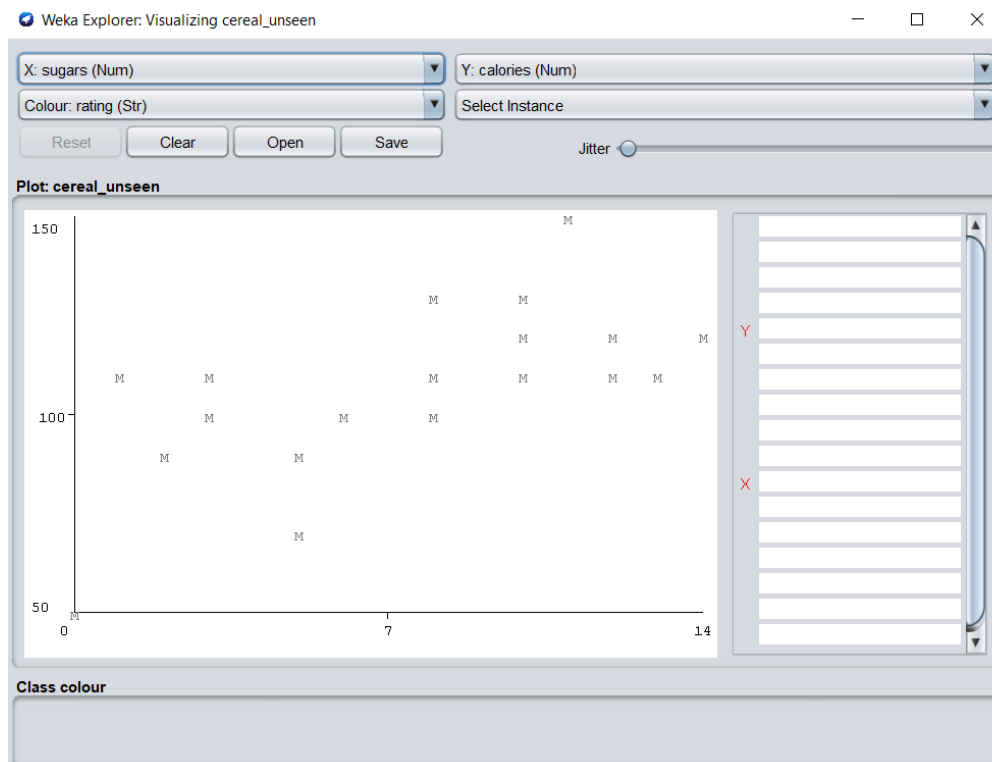 Weka Explorer: Visualizing cereal_unseen
X: sugars (Num) Y: calories (Num)
Colour: rating (Str) Select Instance
Reset Clear Open Save Jitter
Plot: cereal_unseen
150 M
M M
M M M Y
M M M M M M
100 M M M
M M X
M
50 M
0 7 14
Class colour